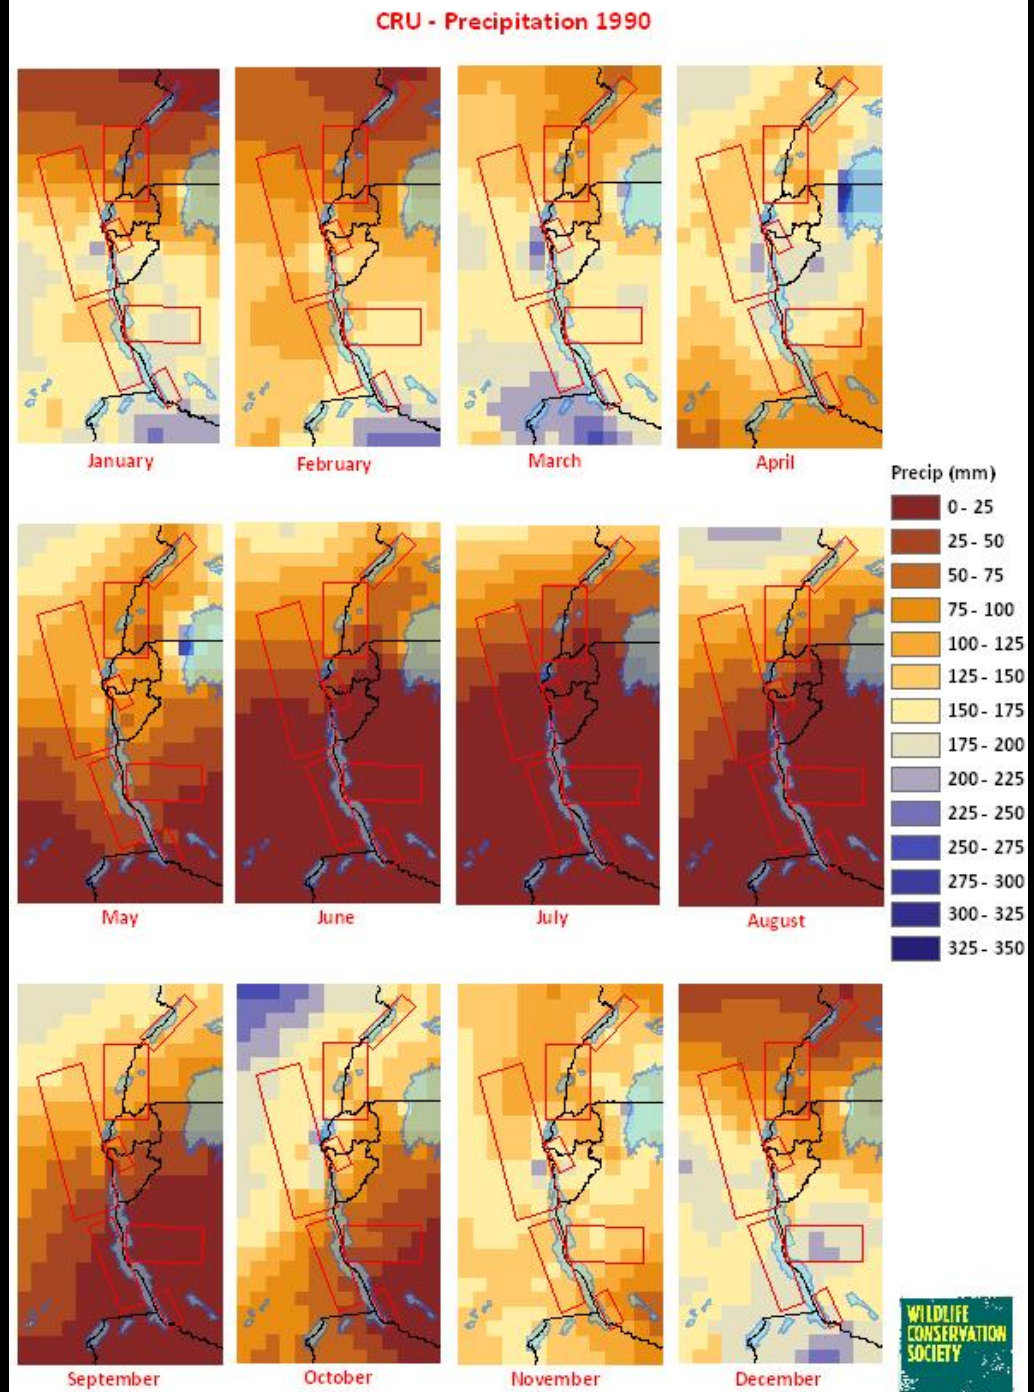 CRU - Precipitation 1990
January
February
March
April
Precip (mm)
0 - 25
25 - 50
50 - 75
75 - 100
100 - 125
125 - 150
150 - 175
175 - 200
200 - 225
225 - 250
250 - 275
275 - 300
300 - 325
325 - 350
May
June
July
August
September
October
November
December
WILDLIFE
CONSERVATION
SOCIETY